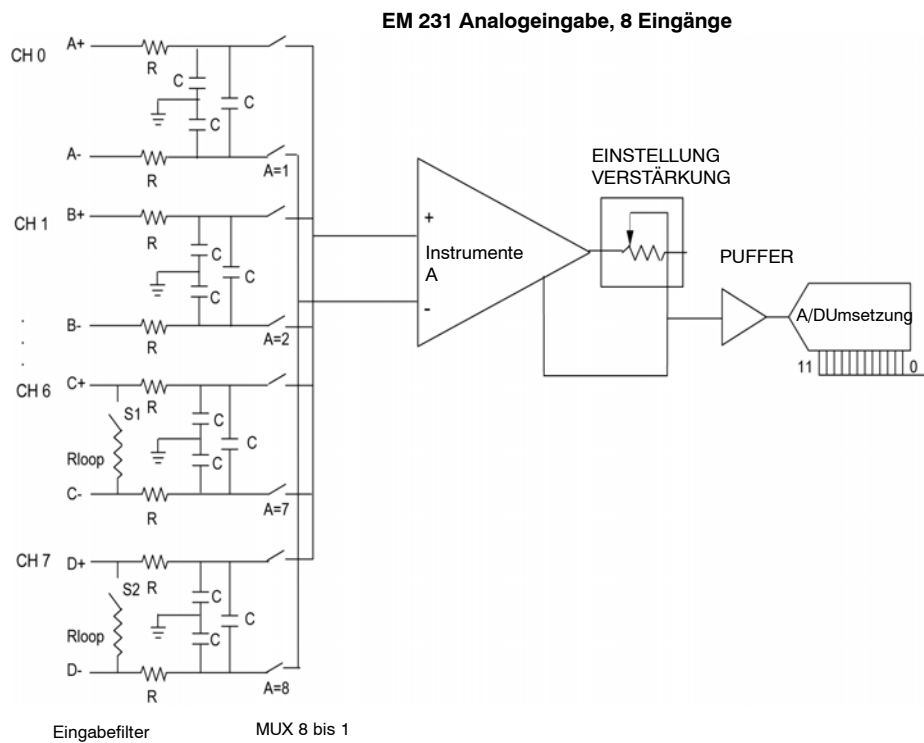 EM 231 Analogeingabe, 8 Eingänge
CH 0
A+
R
C
C
C
A-
R
A=1
CH 1
B+
R
C
C
C
B-
R
A=2
.
.
.
CH 6
C+
R
S1
C
C
C
Rloop
C-
R
A=7
CH 7
D+
R
S2
C
C
C
Rloop
D-
R
A=8
+
Instrumente
A
-
EINSTELLUNG
VERSTÄRKUNG
PUFFER
A/DUmsetzung
11
0
Eingabefilter
MUX 8 bis 1